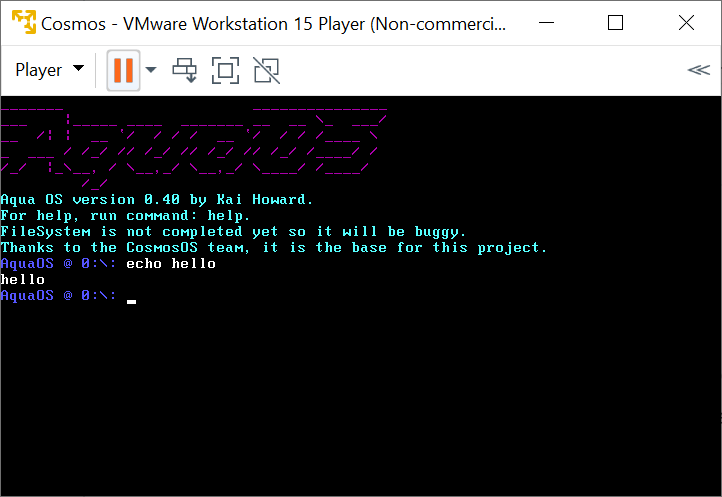 Cosmos - VMware Workstation 15 Player (Non-commerci...
Player
AquaOS
Aqua OS version 0.40 by Kai Howard.
For help, run command: help.
FileSystem is not completed yet so it will be buggy.
Thanks to the CosmosOS team, it is the base for this project.
AquaOS @ 0:\: echo hello
hello
AquaOS @ 0:\: